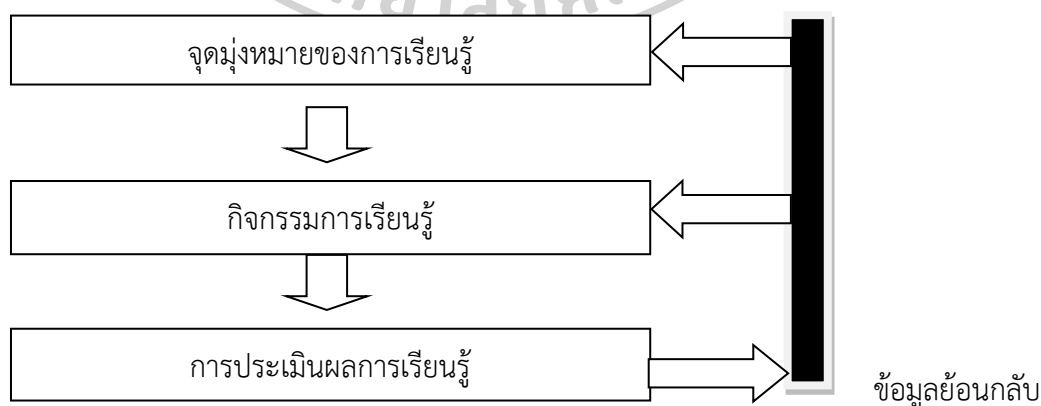 จุดมุ่งหมายของการเรียนรู้
กิจกรรมการเรียนรู้
การประเมินผลการเรียนรู้
ข้อมูลย้อนกลับ